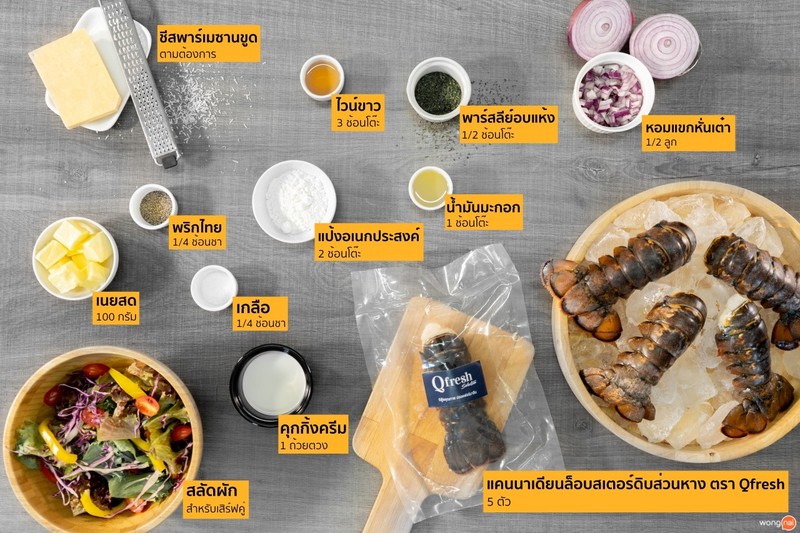 ชีสพาร์เมซานขูด
ตามต้องการ
ไวน์ขาว
3 ช้อนโต๊ะ
พาร์สลีย์อบแห้ง
1/2 ช้อนโต๊ะ
หอมแขกหั่นเต๋า
1/2 ลูก
พริกไทย
1/4 ช้อนชา
แป้งอเนกประสงค์
2 ช้อนโต๊ะ
น้ำมันมะกอก
1 ช้อนโต๊ะ
เนยสด
100 กรัม
เกลือ
1/4 ช้อนชา
คุกกิ้งครีม
1 ถ้วยตวง
Qfresh
สลัดผัก
สำหรับเสิร์ฟคู่
แคนนาเดียนล็อบสเตอร์ดิบส่วนหาง ตรา Qfresh
5 ตัว
wongnai